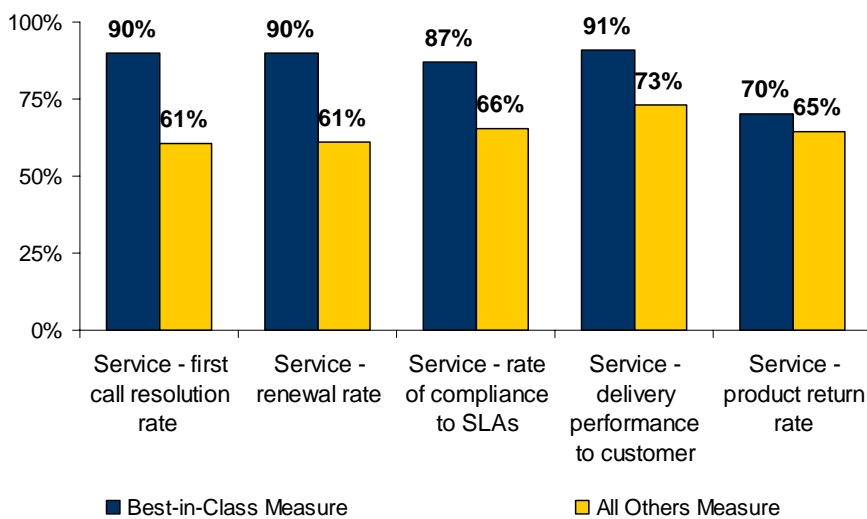 100%
75%
50%
25%
0%
90%
61%
90%
61%
87%
66%
91%
73%
70%
65%
Service - first
call resolution
rate
Service -
renewal rate
Service - rate
of compliance
to SLAs
Service -
delivery
performance
to customer
Service -
product return
rate
Best-in-Class Measure
All Others Measure